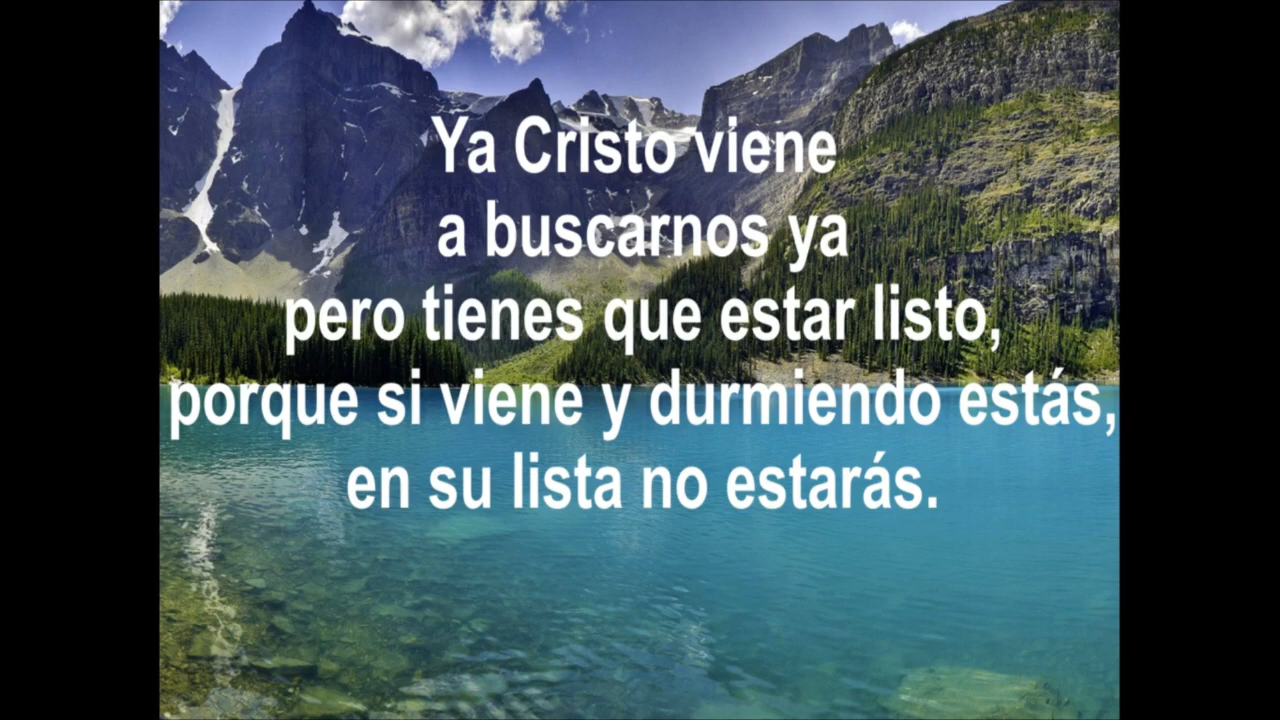 Ya Cristo viene
a buscarnos ya
pero tienes que estar listo,
porque si viene y durmiendo estás,
en su lista no estarás.